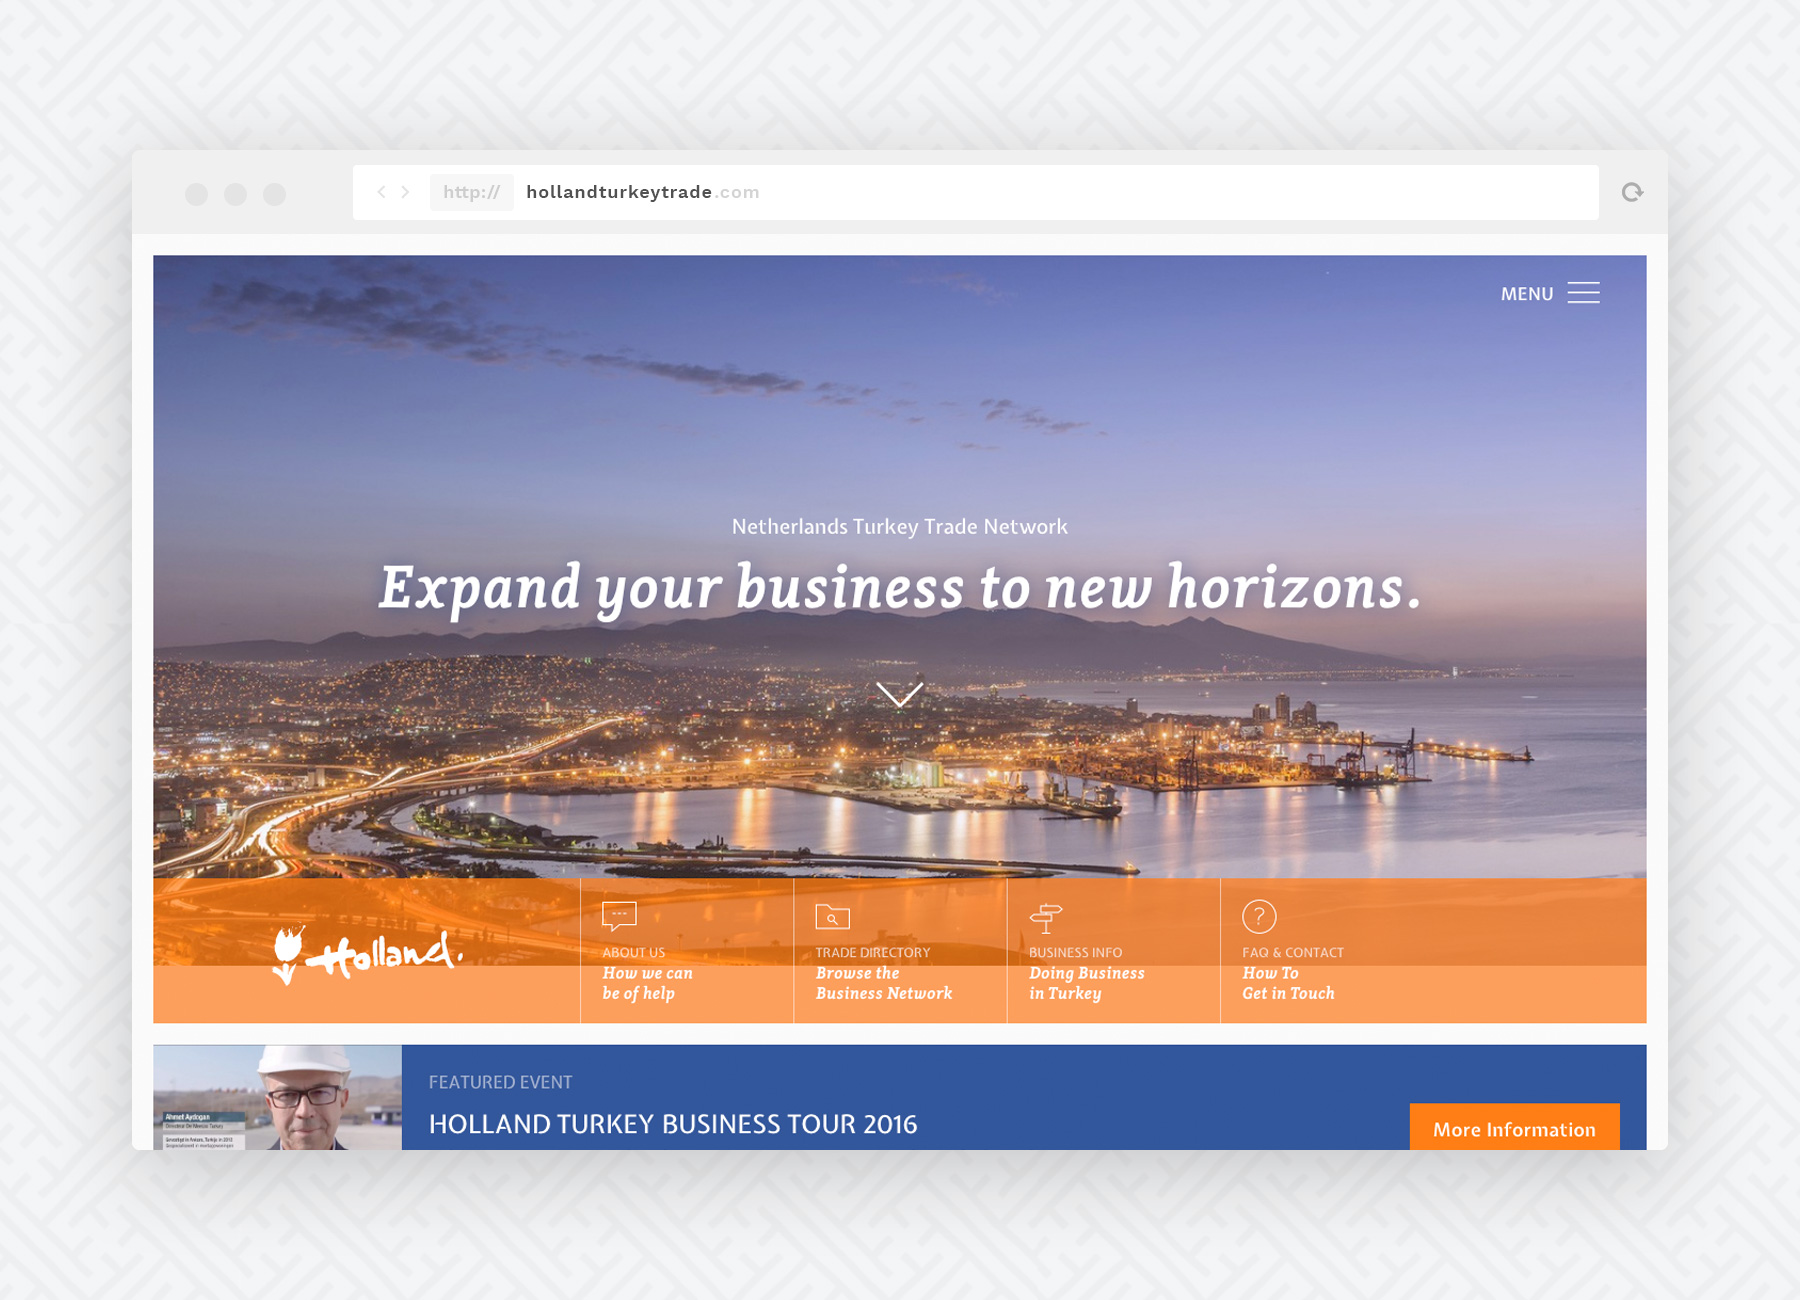 http:// hollandturkeytrade.com
MENU
Netherlands Turkey Trade Network
Expand your business to new horizons.
Holland.
ABOUT US
How we can
be of help
TRADE DIRECTORY
Browse the
Business Network
BUSINESS INFO
Doing Business
in Turkey
FAQ & CONTACT
How To
Get in Touch
Ahmet Aydogan
FEATURED EVENT
HOLLAND TURKEY BUSINESS TOUR 2016
More Information